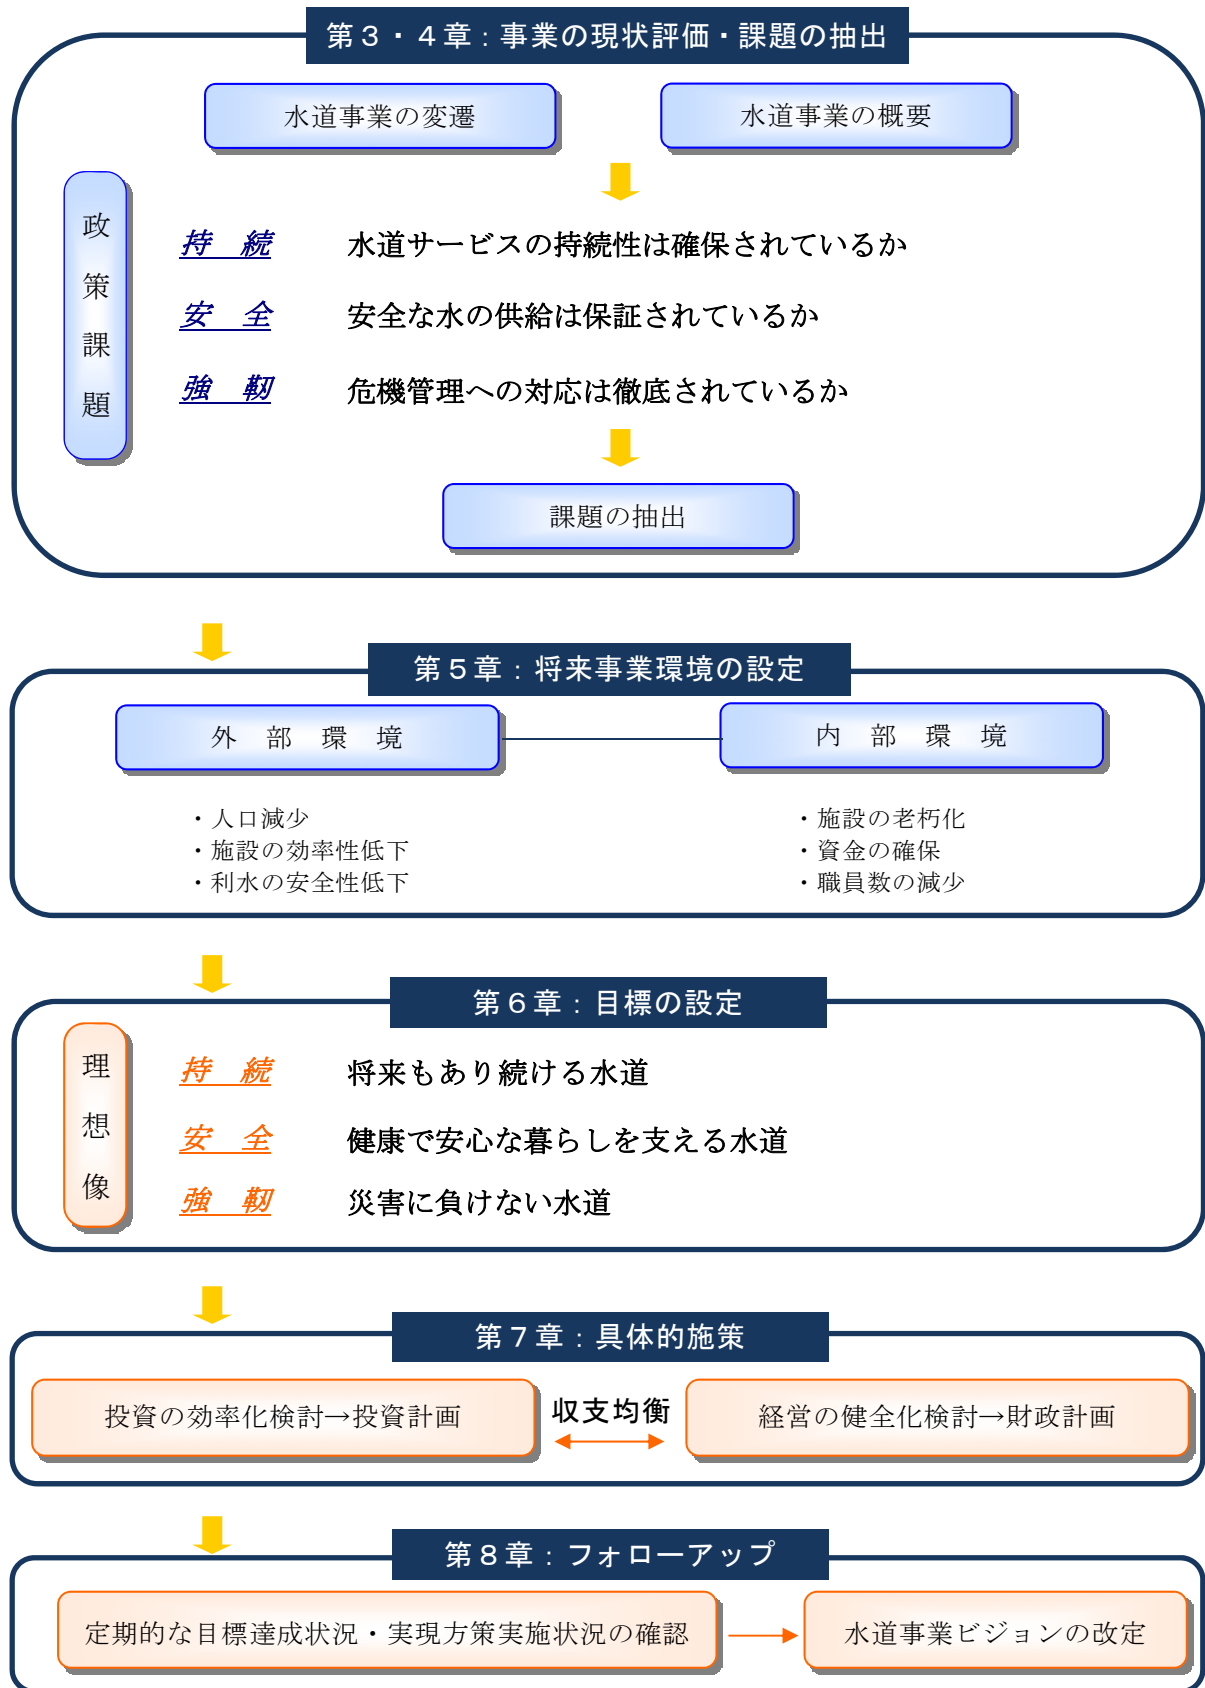 第３・４章：事業の現状評価・課題の抽出
水道事業の変遷
水道事業の概要
政策課題
持　続　水道サービスの持続性は確保されているか
安　全　安全な水の供給は保証されているか
強　靭　危機管理への対応は徹底されているか
課題の抽出
第５章：将来事業環境の設定
外　部　環　境
内　部　環　境
・人口減少
・施設の効率性低下
・利水の安全性低下
・施設の老朽化
・資金の確保
・職員数の減少
第６章：目標の設定
理想像
持　続　将来もあり続ける水道
安　全　健康で安心な暮らしを支える水道
強　靭　災害に負けない水道
第７章：具体的施策
投資の効率化検討→投資計画
収支均衡
経営の健全化検討→財政計画
第８章：フォローアップ
定期的な目標達成状況・実現方策実施状況の確認
水道事業ビジョンの改定